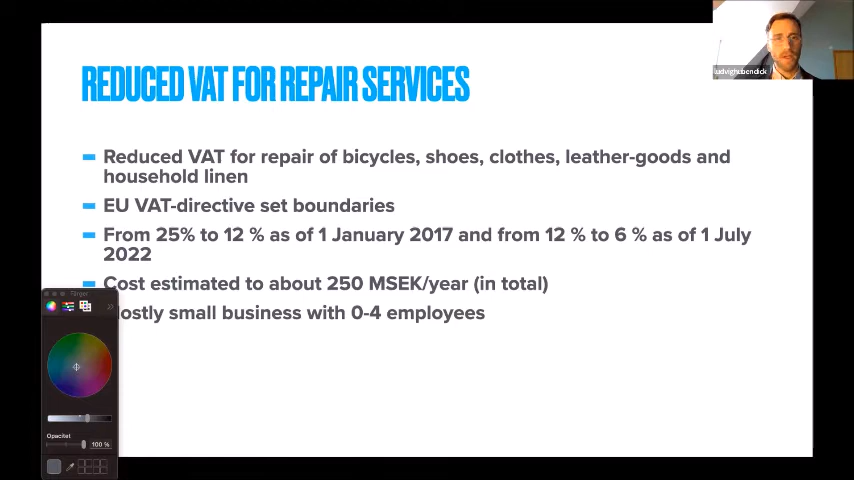 REDUCED VAT FOR REPAIR SERVICES
Reduced VAT for repair of bicycles, shoes, clothes, leather-goods and
household linen
EU VAT-directive set boundaries
From 25% to 12 % as of 1 January 2017 and from 12 % to 6 % as of 1 July
2022
Cost estimated to about 250 MSEK/year (in total)
ostly small business with 0-4 employees
Färger
Opacitet
100 %